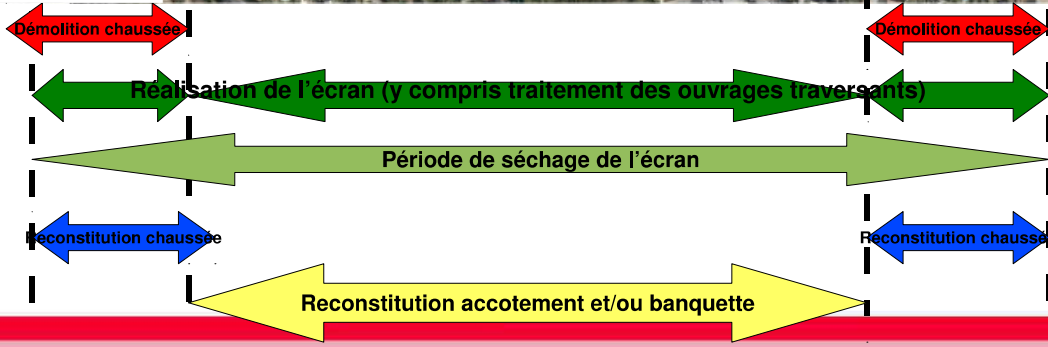 Démolition chaussée
Démolition chaussée
Réalisation de l'écran (y compris traitement des ouvrages traversants)
Période de séchage de l'écran
Reconstitution chaussée
Reconstitution chaussé
Reconstitution accotement et/ou banquette